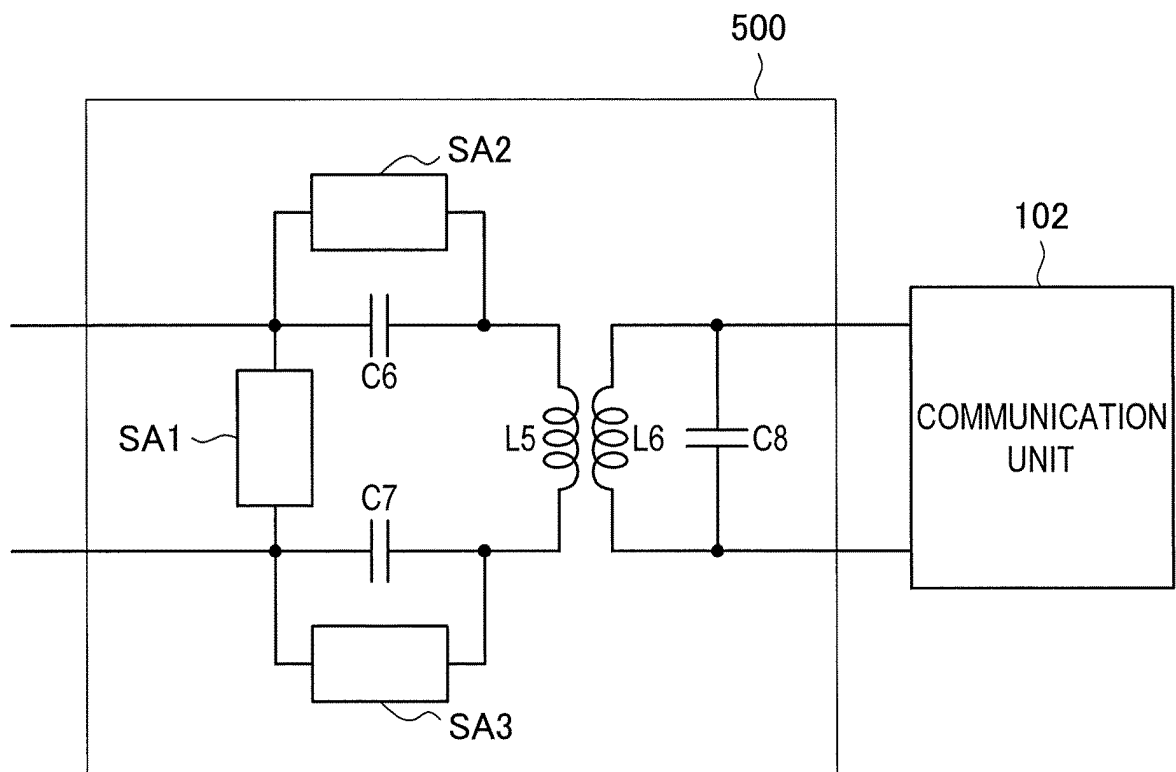 500
SA2
102
C6
SA1
L5
L6
C8
COMMUNICATION
UNIT
C7
SA3